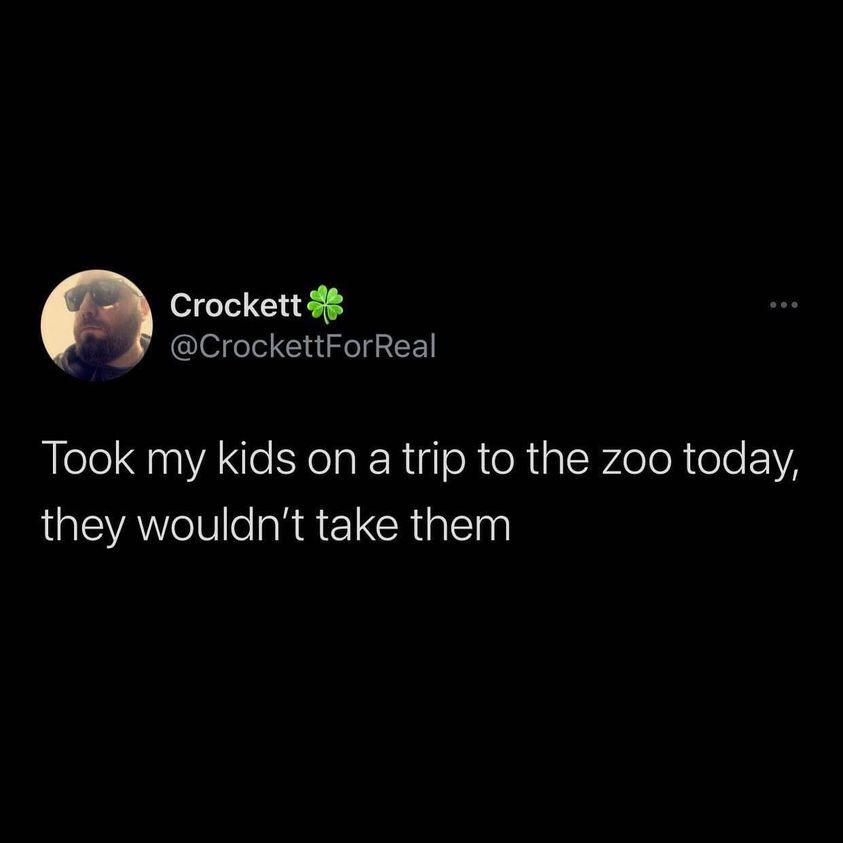 Crockett🍀
@CrockettForReal
Took my kids on a trip to the zoo today,
they wouldn’t take them